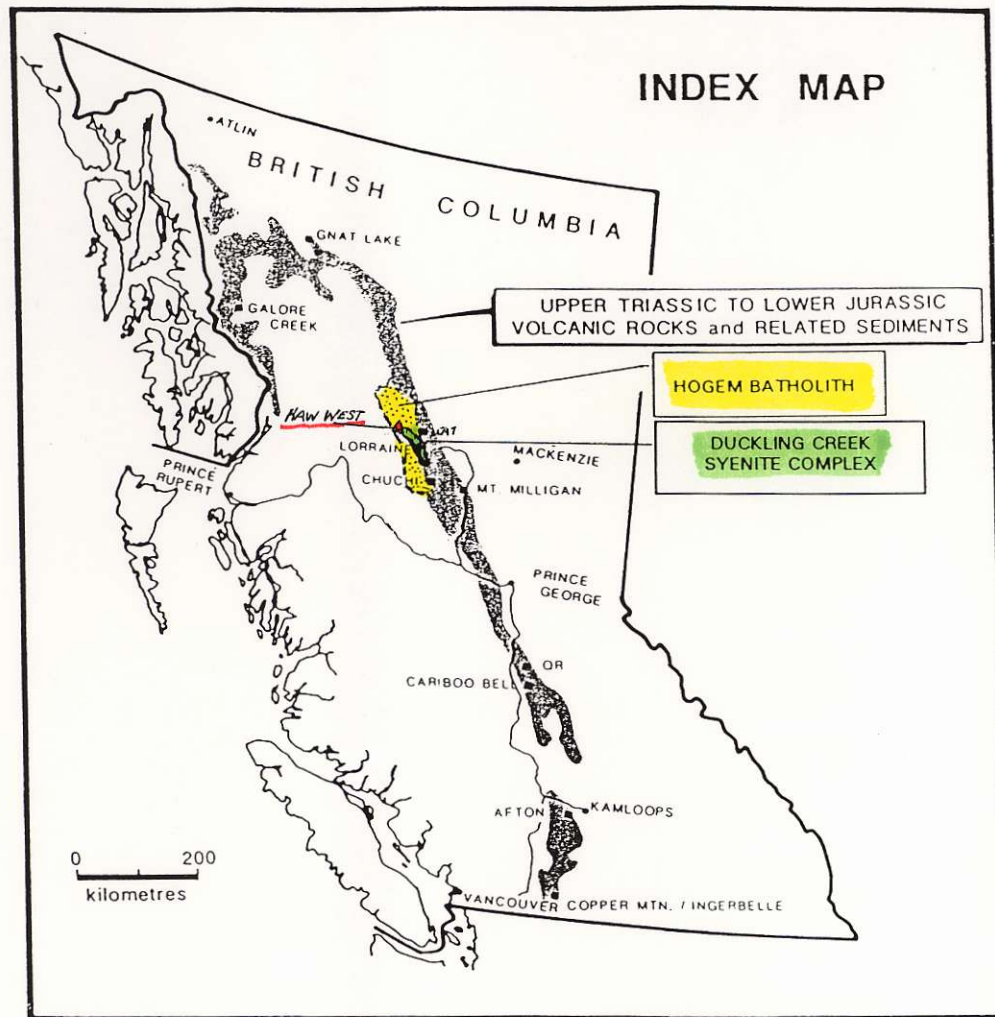 INDEX MAP
ATLIN
BRITISH COLUMBIA
GNAT LAKE
GALORE
CREEK
UPPER TRIASSIC TO LOWER JURASSIC
VOLCANIC ROCKS and RELATED SEDIMENTS
HOGEM BATHOLITH
HAW WEST
DUCKLING CREEK
SYENITE COMPLEX
LORRAIN
MACKENZIE
PRINCE
RUPERT
CHUCHI
MT. MILLIGAN
PRINCE
GEORGE
QR
CARIBOO BELL
AFTON
KAMLOOPS
0 200
kilometres
VANCOUVER COPPER MTN. / INGERBELLE